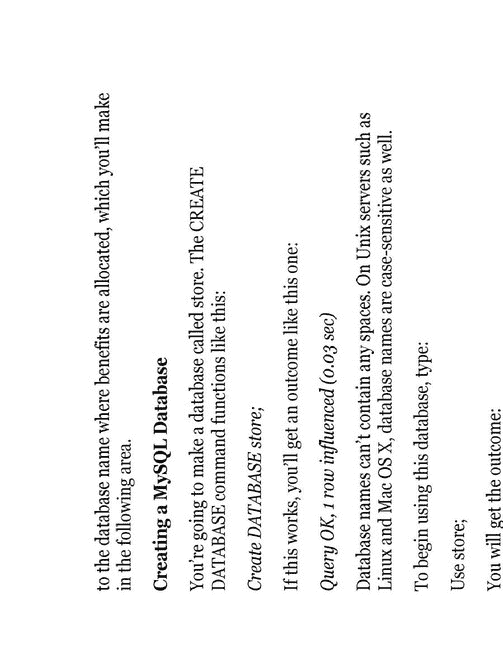 to the database name where benefits are allocated, which you'll make
in the following area.
Creating a MySQL Database
You're going to make a database called store. The CREATE
DATABASE command functions like this:
Create DATABASE store;
If this works, you'll get an outcome like this one:
Query OK, 1 row influenced (0.03 sec)
Database names can't contain any spaces. On Unix servers such as
Linux and Mac OS X, database names are case-sensitive as well.
To begin using this database, type:
Use store;
You will get the outcome: